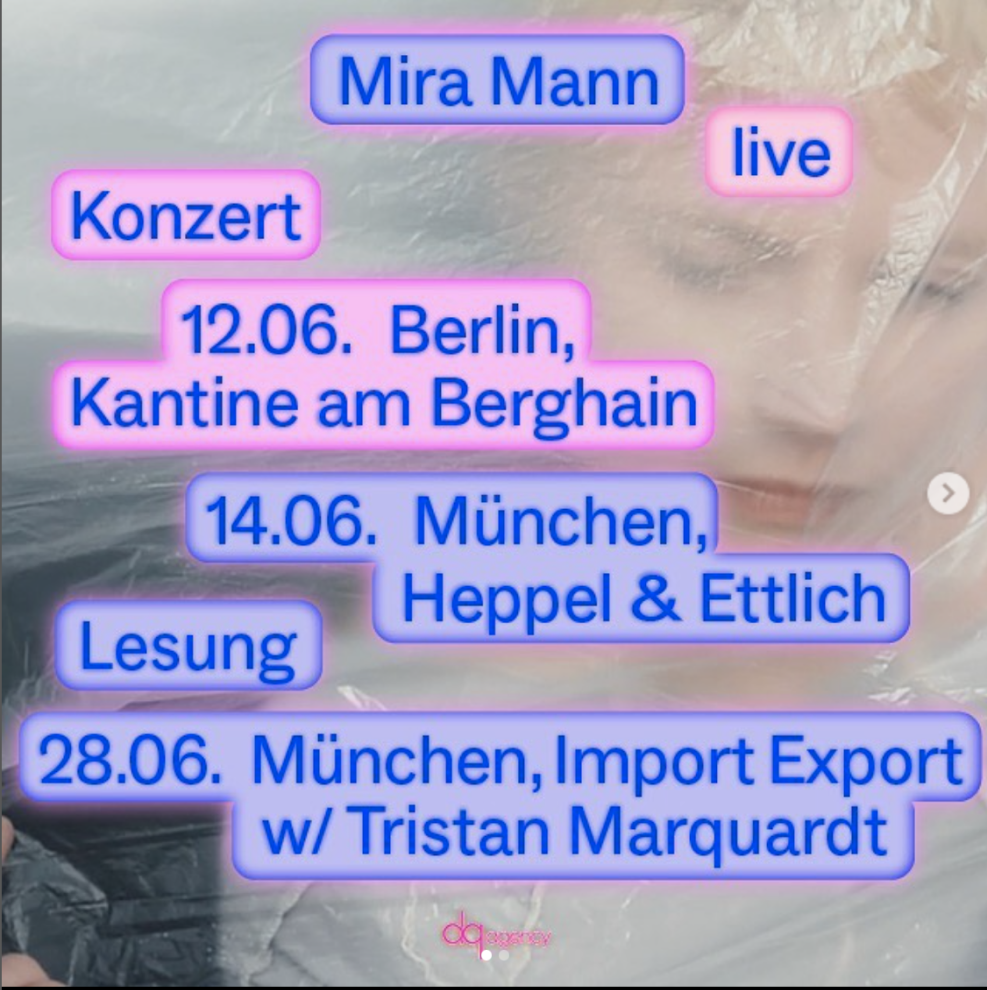 Mira Mann
live
Konzert
12.06. Berlin,
Kantine am Berghain
14.06. München,
Heppel & Ettlich
Lesung
28.06. München, Import Export
w/ Tristan Marquardt
dq agency